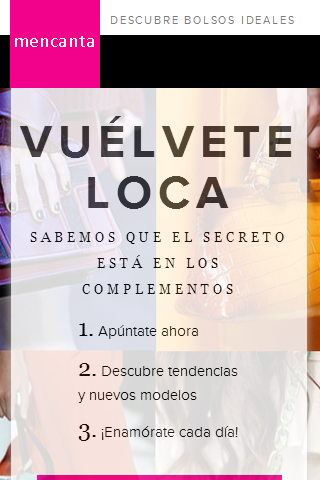 DESCUBRE BOLSOS IDEALES
mencanta
VUÉLVETE
LOCA
SABEMOS QUE EL SECRETO
ESTÁ EN LOS
COMPLEMENTOS
1. Apúntate ahora
2. Descubre tendencias
y nuevos modelos
3. ¡Enamórate cada día!